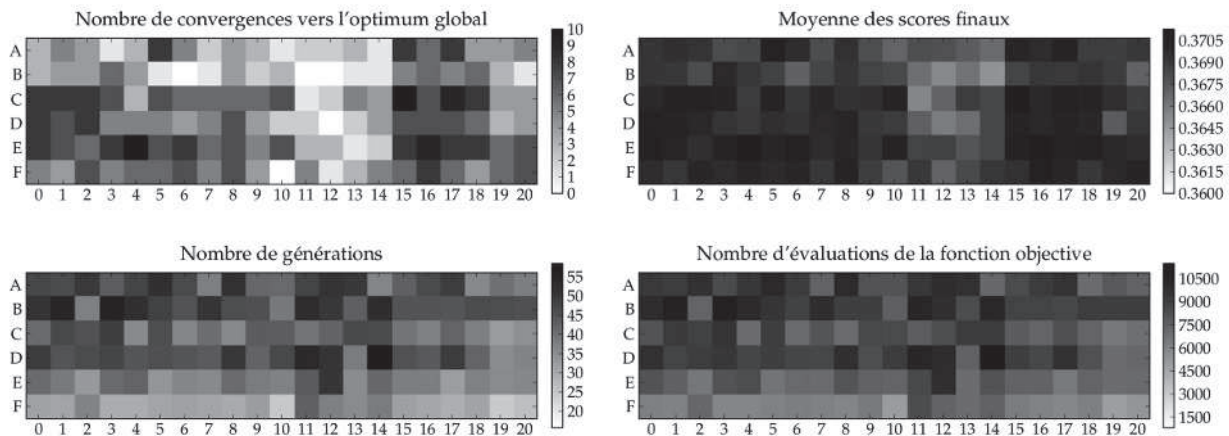 Nombre de convergences vers l'optimum global
A
B
C
D
E
F
0 1 2 3 4 5 6 7 8 9 10 11 12 13 14 15 16 17 18 19 20
10
9
8
7
6
5
4
3
2
1
0
Moyenne des scores finaux
A
B
C
D
E
F
0 1 2 3 4 5 6 7 8 9 10 11 12 13 14 15 16 17 18 19 20
0.3705
0.3690
0.3675
0.3660
0.3645
0.3630
0.3615
0.3600
Nombre de générations
A
B
C
D
E
F
0 1 2 3 4 5 6 7 8 9 10 11 12 13 14 15 16 17 18 19 20
55
50
45
40
35
30
25
20
Nombre d'évaluations de la fonction objective
A
B
C
D
E
F
0 1 2 3 4 5 6 7 8 9 10 11 12 13 14 15 16 17 18 19 20
10500
9000
7500
6000
4500
3000
1500